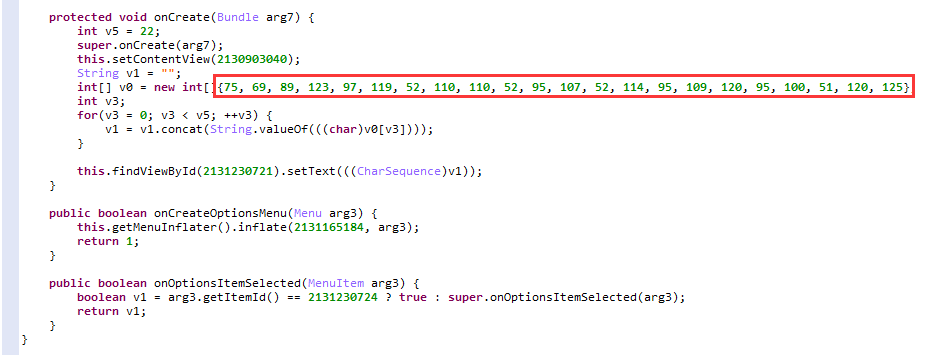 protected void onCreate(Bundle arg7) {
int v5 = 22;
super.onCreate(arg7);
this.setContentView(2130903040);
String v1 = "";
int[] v0 = new int[]{75, 69, 89, 123, 97, 119, 52, 110, 110, 52, 95, 107, 52, 114, 95, 109, 120, 95, 100, 51, 120, 125}
int v3;
for(v3 = 0; v3 < v5; ++v3) {
v1 = v1.concat(String.valueOf(((char)v0[v3])));
}
this.findViewById(2131230721).setText(((CharSequence)v1));
}
public boolean onCreateOptionsMenu(Menu arg3) {
this.getMenuInflater().inflate(2131165184, arg3);
return 1;
}
public boolean onOptionsItemSelected(MenuItem arg3) {
boolean v1 = arg3.getItemId() == 2131230724 ? true : super.onOptionsItemSelected(arg3);
return v1;
}
}